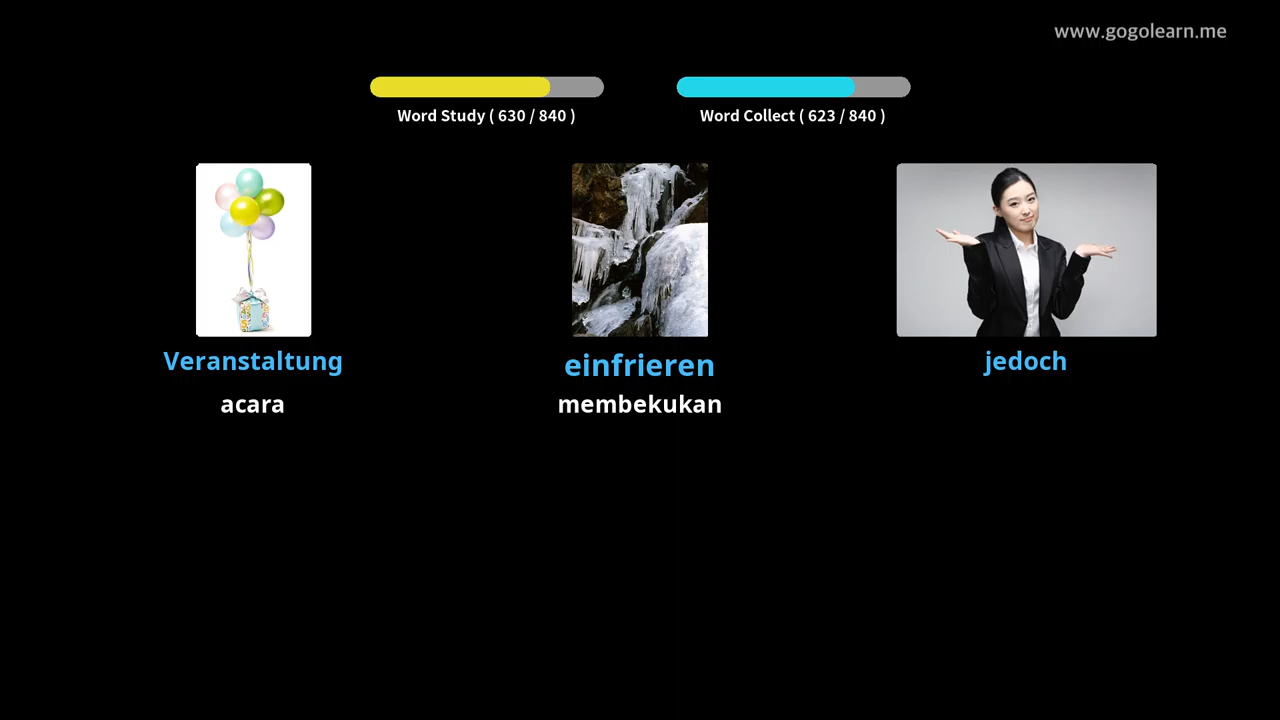 www.gogolearn.me
Word Study ( 630 / 840 )
Word Collect ( 623 / 840 )
Veranstaltung
einfrieren
jedoch
acara
membekukan